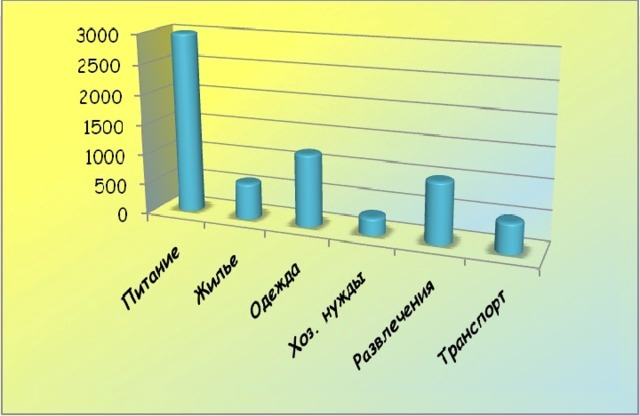 3000
2500
2000
1500
1000
500
0
Питание
Жилье
Одежда
Хоз. нужды
Развлечения
Транспорт